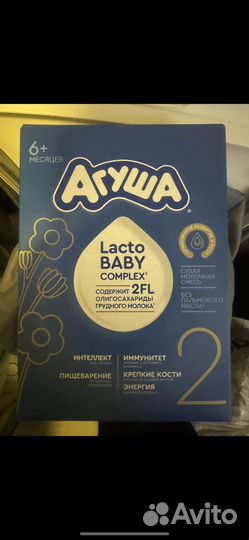 6+
МЕСЯЦЕВ
АГУША
Lacto
BABY
COMPLEX
СОДЕРЖИТ 2FL
ОЛИГОСАХАРИДЫ
ГРУДНОГО МОЛОКА
СУХАЯ
МОЛОЧНАЯ
СМЕСЬ
БЕЗ
ПАЛЬМОВОГО
МАСЛА
ИНТЕЛЛЕКТ
ИММУНИТЕТ
ПИЩЕВАРЕНИЕ
КРЕПКИЕ КОСТИ
ЭНЕРГИЯ
2
Avito